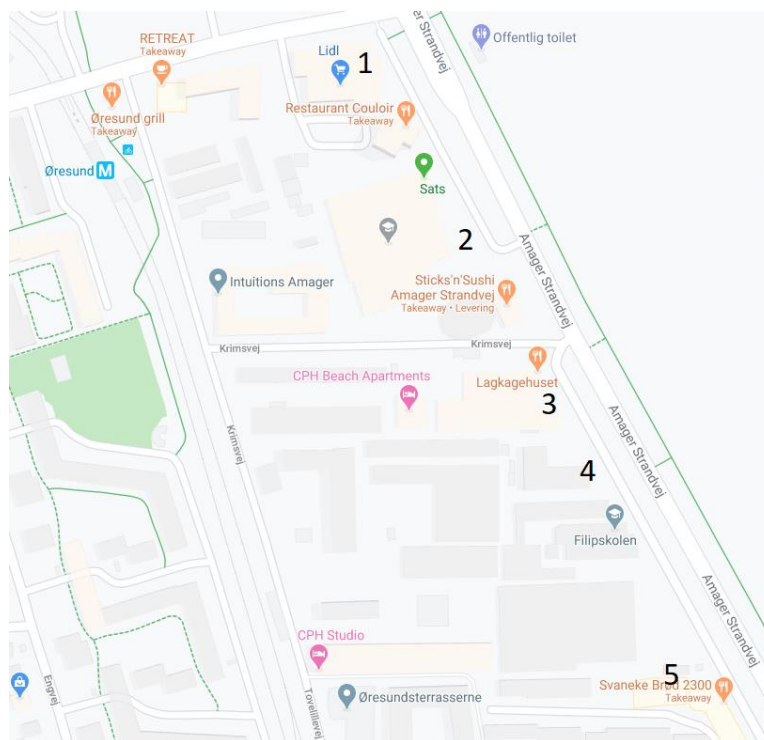 RETREAT
Takeaway
Lidl
1
Amager Strandvej
Offentlig toilet
Øresund grill
Takeaway
Restaurant Couloir
Takeaway
Øresund M
Sats
2
Amager Strandvej
Intuitions Amager
Sticks'n'Sushi
Amager Strandvej
Takeaway • Levering
Krimsvej
Krimsvej
CPH Beach Apartments
Lagkagehuset
3
Amager Strandvej
Krimsvej
4
Filipskolen
Amager Strandvej
CPH Studio
5
Svaneke Brød 2300
Takeaway
Øresundsterrasserne
Engvej
Tovelillevej